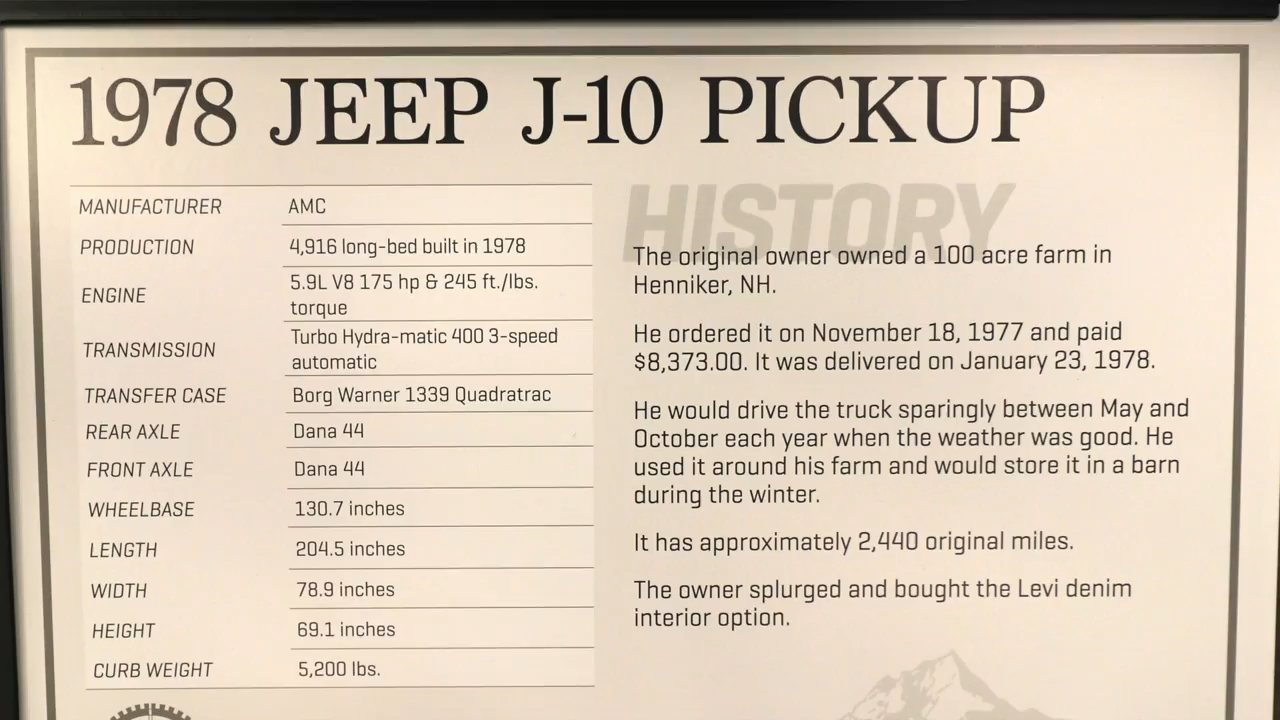 1978 JEEP J-10 PICKUP
MANUFACTURER AMC
PRODUCTION 4,916 long-bed built in 1978
ENGINE 5.9L V8 175 hp & 245 ft./lbs.
torque
TRANSMISSION Turbo Hydra-matic 400 3-speed
automatic
TRANSFER CASE Borg Warner 1339 Quadratrac
REAR AXLE Dana 44
FRONT AXLE Dana 44
WHEELBASE 130.7 inches
LENGTH 204.5 inches
WIDTH 78.9 inches
HEIGHT 69.1 inches
CURB WEIGHT 5,200 lbs.
HISTORY
The original owner owned a 100 acre farm in
Henniker, NH.
He ordered it on November 18, 1977 and paid
$8,373.00. It was delivered on January 23, 1978.
He would drive the truck sparingly between May and
October each year when the weather was good. He
used it around his farm and would store it in a barn
during the winter.
It has approximately 2,440 original miles.
The owner splurged and bought the Levi denim
interior option.